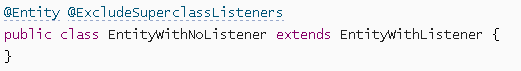 @Entity @ExcludeSuperclassListeners
public class EntityWithNoListener extends EntityWithListener {
}